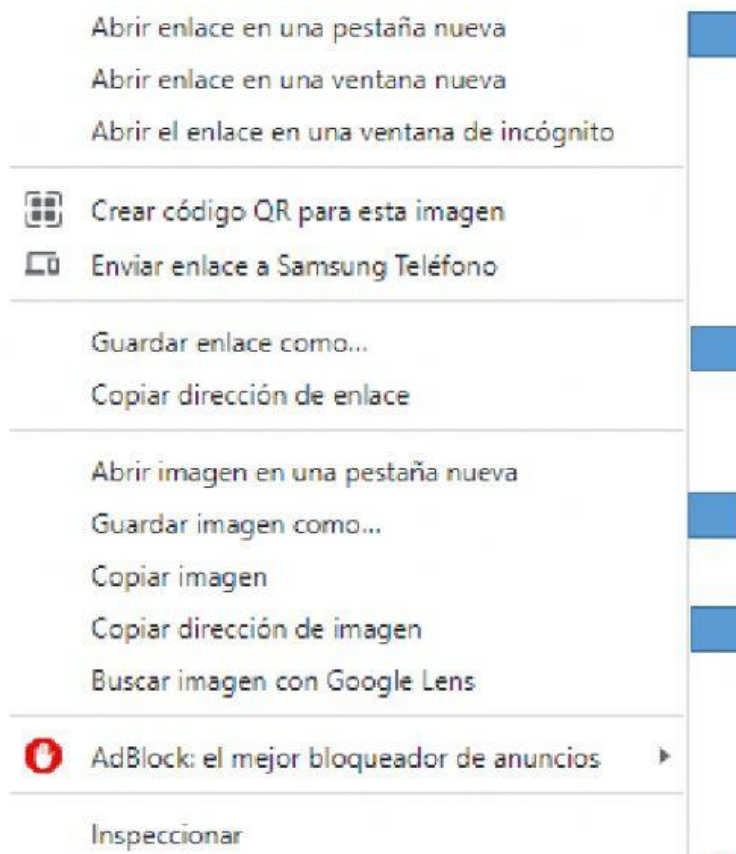 Abrir enlace en una pestaña nueva
Abrir enlace en una ventana nueva
Abrir el enlace en una ventana de incógnito
Crear código QR para esta imagen
Enviar enlace a Samsung Teléfono
Guardar enlace como...
Copiar dirección de enlace
Abrir imagen en una pestaña nueva
Guardar imagen como...
Copiar imagen
Copiar dirección de imagen
Buscar imagen con Google Lens
AdBlock: el mejor bloqueador de anuncios
Inspeccionar